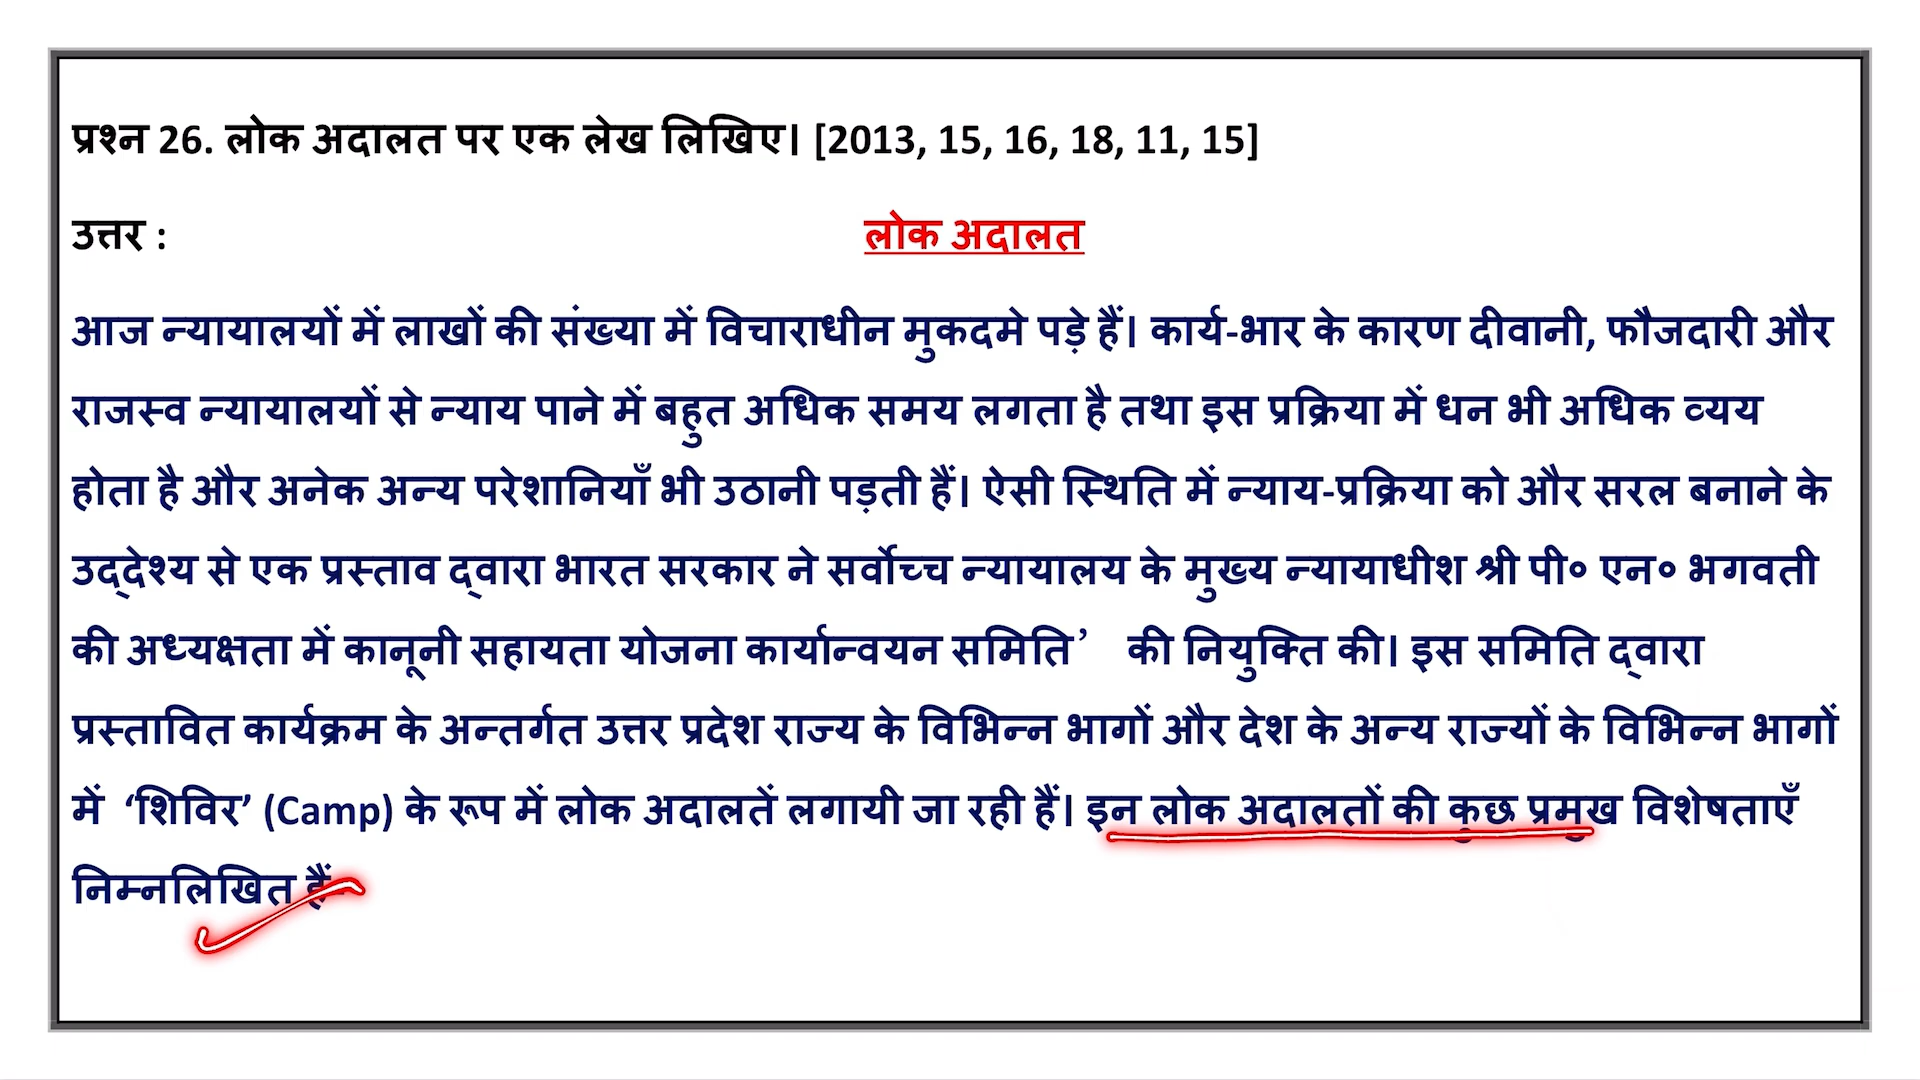 प्रश्न 26. लोक अदालत पर एक लेख लिखिए। [2013, 15, 16, 18, 11, 15]
उत्तर : लोक अदालत
आज न्यायालयों में लाखों की संख्या में विचाराधीन मुकदमे पड़े हैं। कार्य-भार के कारण दीवानी, फौजदारी और
राजस्व न्यायालयों से न्याय पाने में बहुत अधिक समय लगता है तथा इस प्रक्रिया में धन भी अधिक व्यय
होता है और अनेक अन्य परेशानियाँ भी उठानी पड़ती हैं। ऐसी स्थिति में न्याय-प्रक्रिया को और सरल बनाने के
उद्देश्य से एक प्रस्ताव द्वारा भारत सरकार ने सर्वोच्च न्यायालय के मुख्य न्यायाधीश श्री पी० एन० भगवती
की अध्यक्षता में कानूनी सहायता योजना कार्यान्वयन समिति’ की नियुक्ति की। इस समिति द्वारा
प्रस्तावित कार्यक्रम के अन्तर्गत उत्तर प्रदेश राज्य के विभिन्न भागों और देश के अन्य राज्यों के विभिन्न भागों
में ‘शिविर’ (Camp) के रूप में लोक अदालतें लगायी जा रही हैं। इन लोक अदालतों की कुछ प्रमुख विशेषताएँ
निम्नलिखित हैं